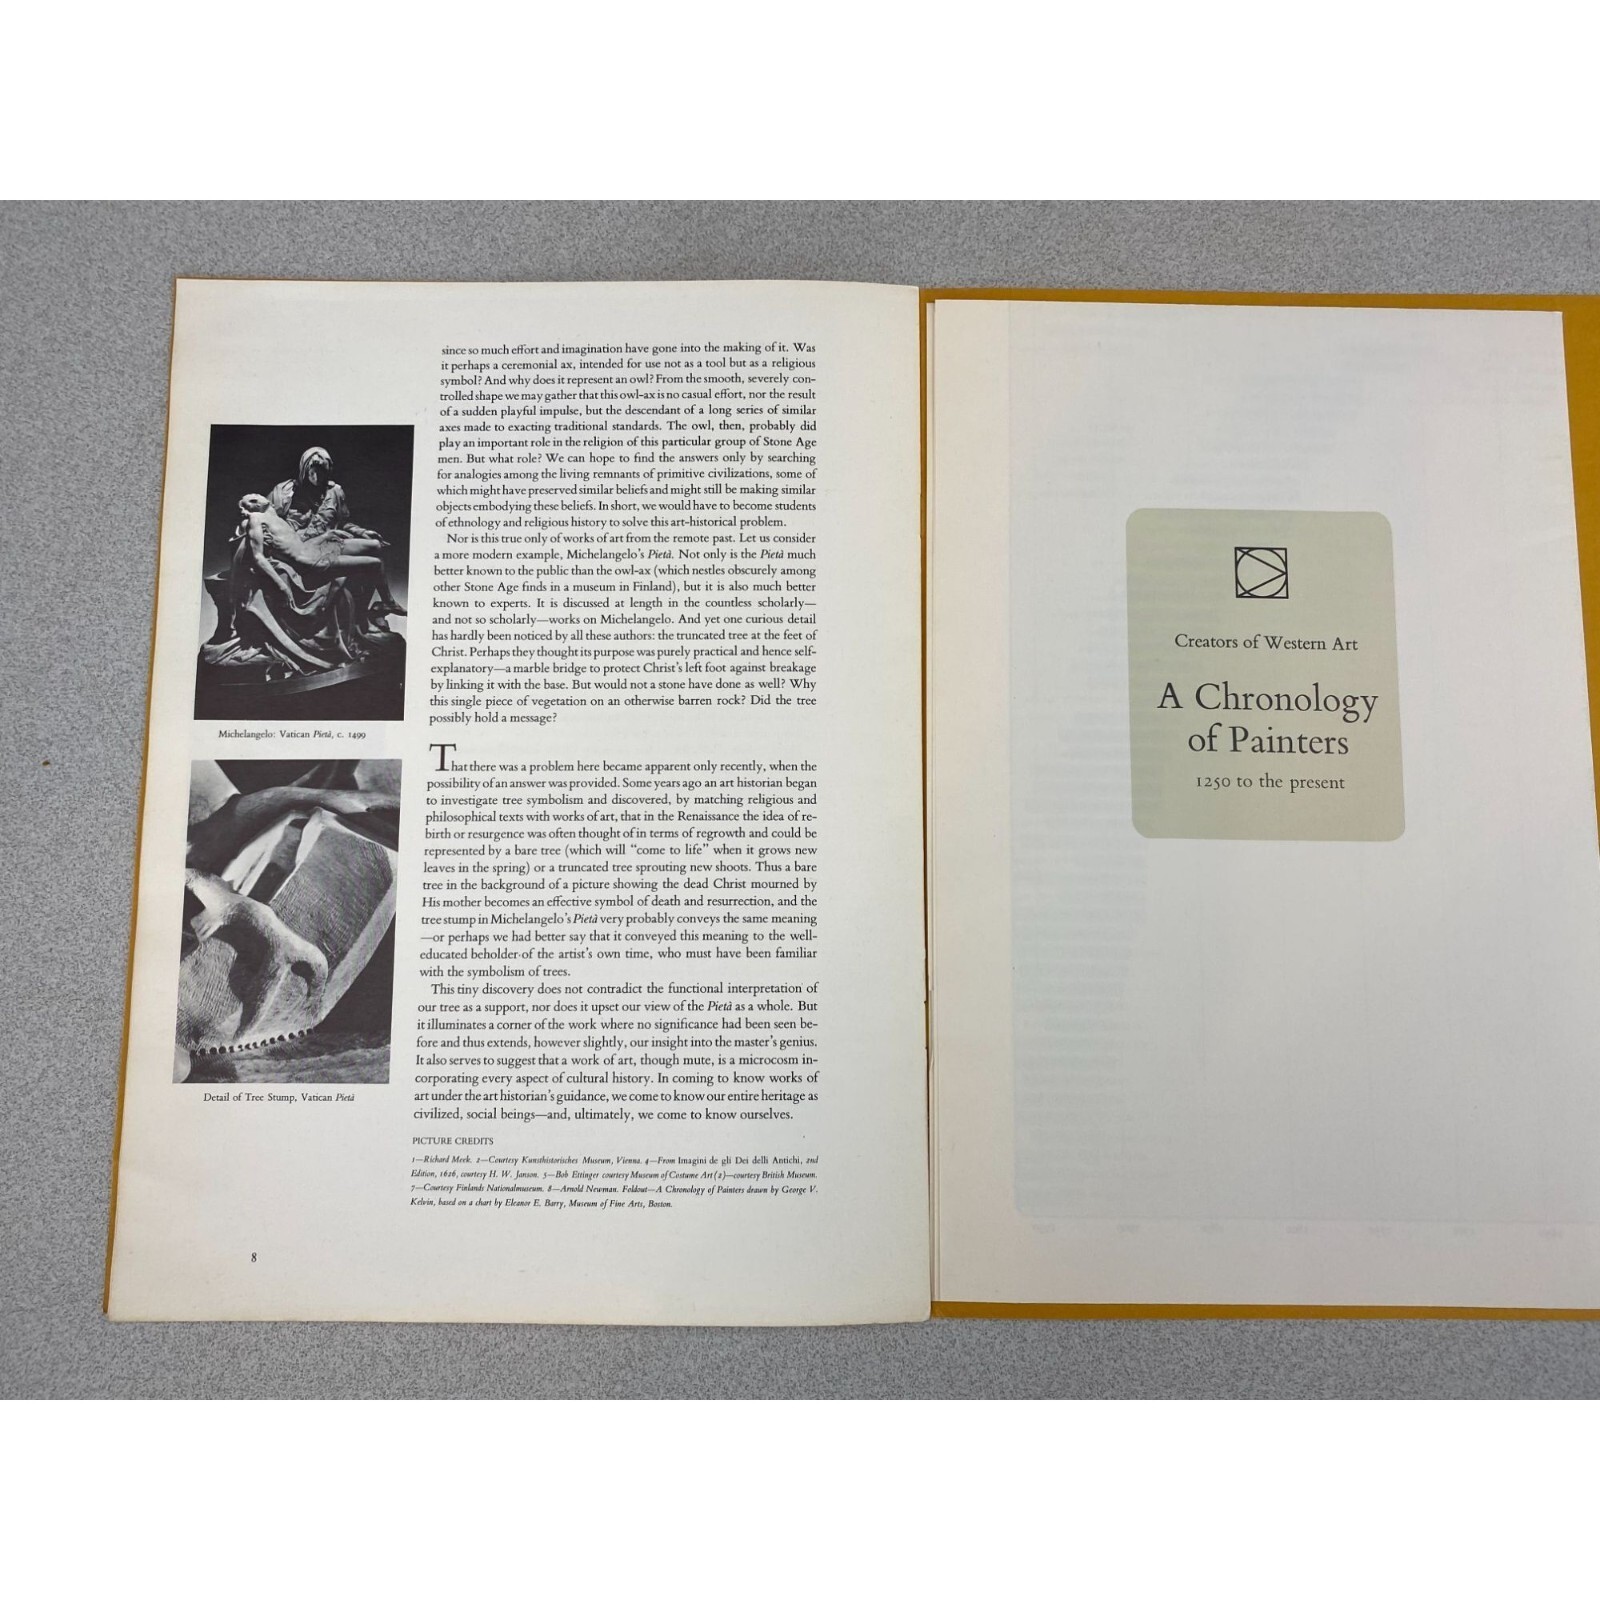 since so much effort and imagination have gone into the making of it. Was
it perhaps a ceremonial ax, intended for use not as a tool but as a religious
symbol? And why does it represent an owl? From the smooth, severely con-
trolled shape we may gather that this owl-ax is no casual effort, nor the result
of a sudden playful impulse, but the descendant of a long series of similar
axes made to exacting traditional standards. The owl, then, probably did
play an important role in the religion of this particular group of Stone Age
men. But what role? We can hope to find the answers only by searching
for analogies among the living remnants of primitive civilizations, some of
which might have preserved similar beliefs and might still be making similar
objects embodying these beliefs. In short, we would have to become students
of ethnology and religious history to solve this art-historical problem.
Nor is this true only of works of art from the remote past. Let us consider
a more modern example, Michelangelo's Pietà. Not only is the Pietà much
better known to the public than the owl-ax (which nestles obscurely among
other Stone Age finds in a museum in Finland), but it is also much better
known to experts. It is discussed at length in the countless scholarly—
and not so scholarly—works on Michelangelo. And yet one curious detail
has hardly been noticed by all these authors: the truncated tree at the feet of
Christ. Perhaps they thought its purpose was purely practical and hence self-
explanatory—a marble bridge to protect Christ's left foot against breakage
by linking it with the base. But would not a stone have done as well? Why
this single piece of vegetation on an otherwise barren rock? Did the tree
possibly hold a message?
Michelangelo: Vatican Pietà, c. 1499
That there was a problem here became apparent only recently, when the
possibility of an answer was provided. Some years ago an art historian began
to investigate tree symbolism and discovered, by matching religious and
philosophical texts with works of art, that in the Renaissance the idea of re-
birth or resurgence was often thought of in terms of regrowth and could be
represented by a bare tree (which will "come to life" when it grows new
leaves in the spring) or a truncated tree sprouting new shoots. Thus a bare
tree in the background of a picture showing the dead Christ mourned by
His mother becomes an effective symbol of death and resurrection, and the
tree stump in Michelangelo's Pietà very probably conveys the same meaning
—or perhaps we had better say that it conveyed this meaning to the well-
educated beholder of the artist's own time, who must have been familiar
with the symbolism of trees.
This tiny discovery does not contradict the functional interpretation of
our tree as a support, nor does it upset our view of the Pietà as a whole. But
it illuminates a corner of the work where no significance had been seen be-
fore and thus extends, however slightly, our insight into the master's genius.
It also serves to suggest that a work of art, though mute, is a microcosm in-
corporating every aspect of cultural history. In coming to know works of
art under the art historian's guidance, we come to know our entire heritage as
civilized, social beings—and, ultimately, we come to know ourselves.
Detail of Tree Stump, Vatican Pietà
PICTURE CREDITS
1—Richard Meek. 2—Courtesy Kunsthistorisches Museum, Vienna. 4—From Imagini de gli Dei delli Antichi, 2nd
Edition, 1626, courtesy H. W. Janson. 5—Bob Ettinger courtesy Museum of Costume Art (2)—courtesy British Museum.
7—Courtesy Finlands Nationalmuseum. 8—Arnold Newman. Foldout—A Chronology of Painters drawn by George V.
Kelvin, based on a chart by Eleanor E. Barry, Museum of Fine Arts, Boston.
8
Creators of Western Art
A Chronology
of Painters
1250 to the present